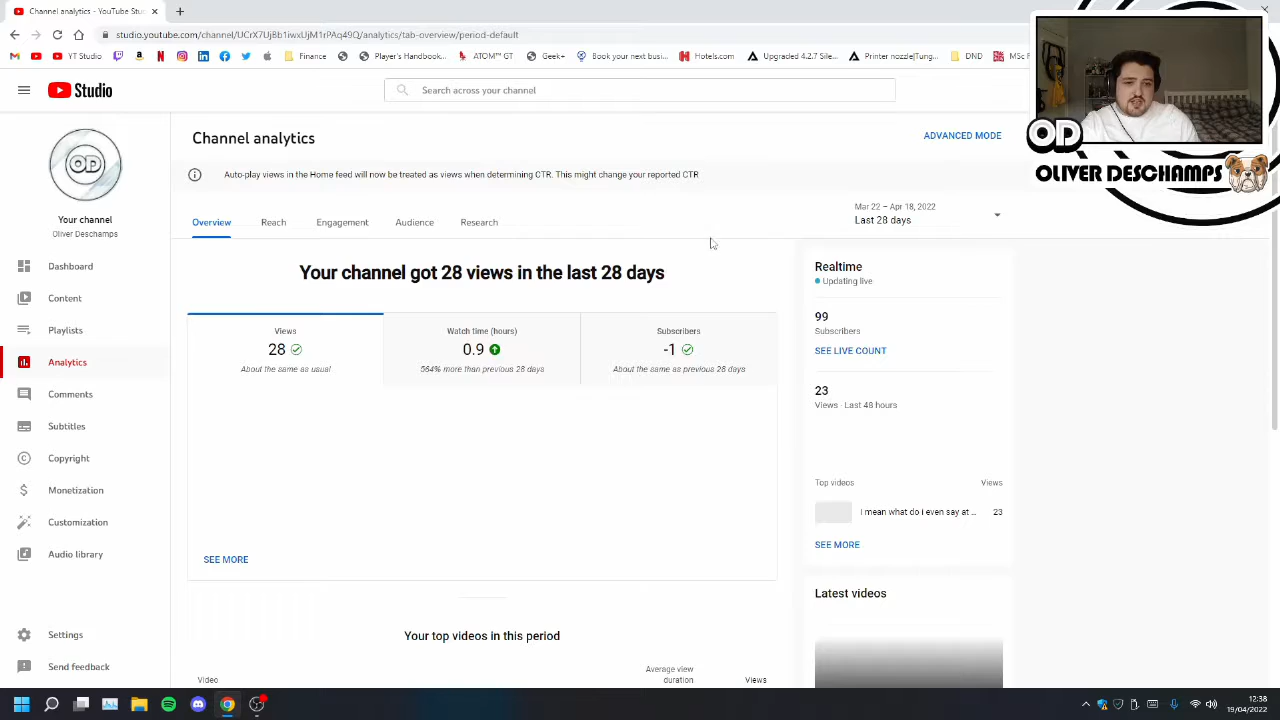 Channel analytics - YouTube Stud
studio.youtube.com/channel/UCrX7UjBb1iwxUjM1rPAq49Q/analytics/tab-overview/period-default
YT Studio
Finance
Player's Handbook...
ATOM™ GT
Geek+
Book your next busi...
Hotels.com
Upgraded 4.2.7 Sile...
Printer nozle|Tung...
DND
MSc F
Studio
Search across your channel
OD
OLIVER DESCHAMPS
OD
Your channel
Oliver Deschamps
Dashboard
Content
Playlists
Analytics
Comments
Subtitles
Copyright
Monetization
Customization
Audio library
Settings
Send feedback
Channel analytics
ADVANCED MODE
Auto-play views in the Home feed will now be treated as views when determining CTR. This might change your reported CTR
Overview
Reach
Engagement
Audience
Research
Mar 22 – Apr 18, 2022
Last 28 days
Your channel got 28 views in the last 28 days
Views
28
About the same as usual
Watch time (hours)
0.9
564% more than previous 28 days
Subscribers
-1
About the same as previous 28 days
SEE MORE
Your top videos in this period
Video
Average view
duration
Views
Realtime
Updating live
99
Subscribers
SEE LIVE COUNT
23
Views · Last 48 hours
Top videos
Views
I mean what do i even say at ...
23
SEE MORE
Latest videos
12:38
19/04/2022